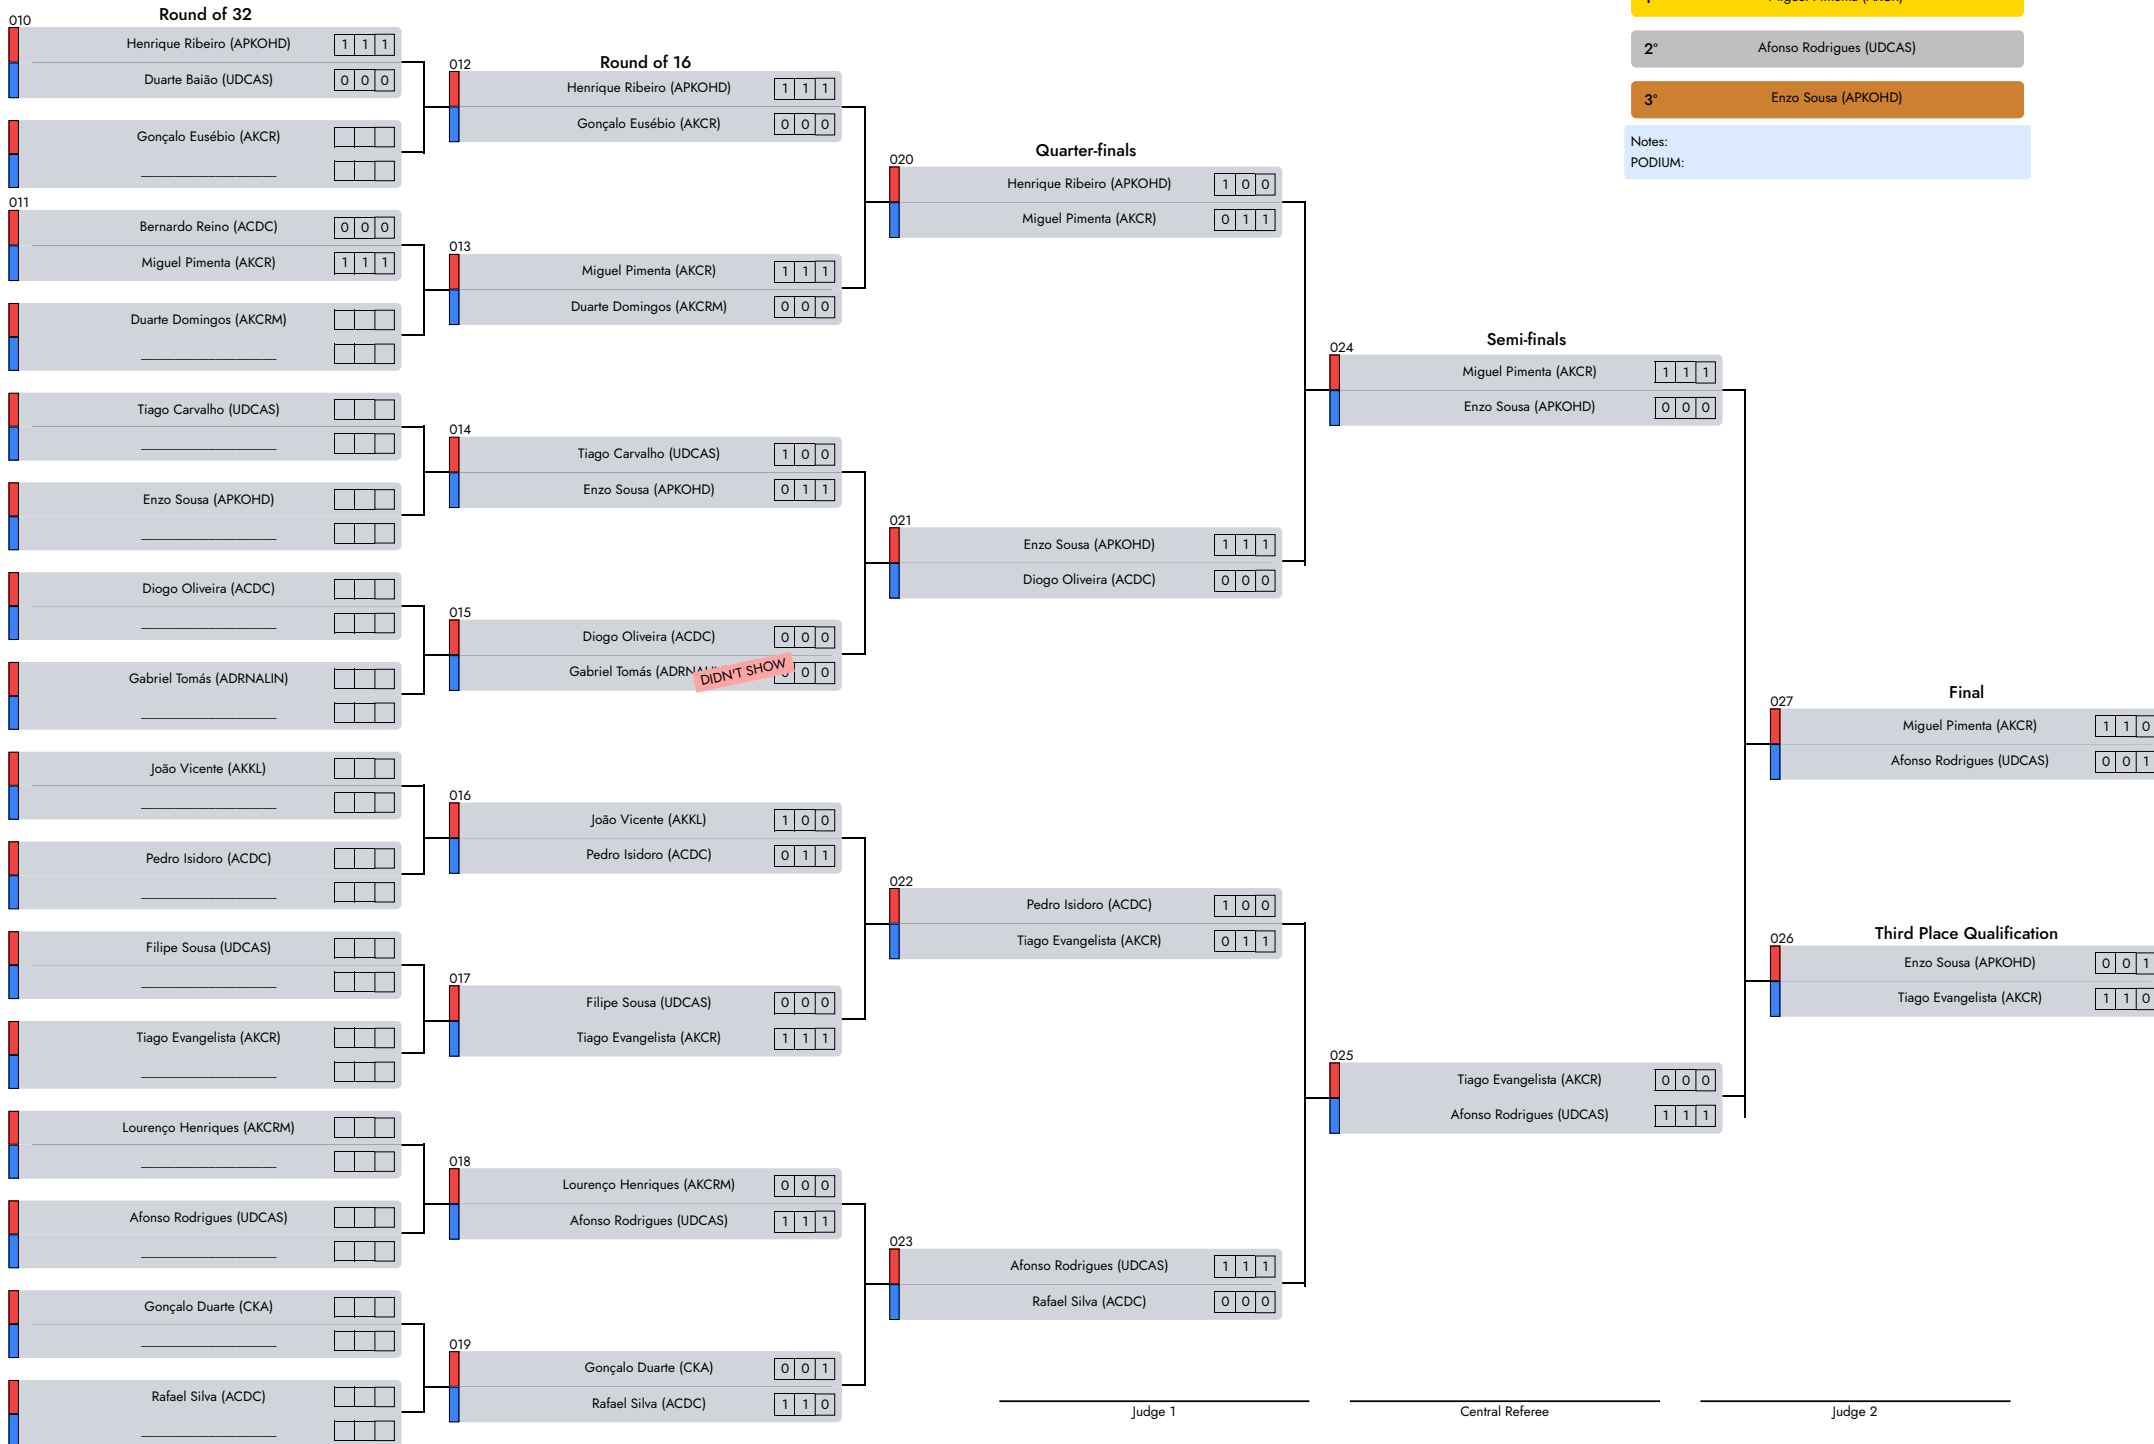 Round of 32
010
Henrique Ribeiro (APKOHD) 1 1 1
Duarte Baião (UDCAS) 0 0 0
Gonçalo Eusébio (AKCR)
011
Bernardo Reino (ACDC) 0 0 0
Miguel Pimenta (AKCR) 1 1 1
Duarte Domingos (AKCRM)
Tiago Carvalho (UDCAS)
Enzo Sousa (APKOHD)
Diogo Oliveira (ACDC)
Gabriel Tomás (ADRNALIN)
João Vicente (AKKL)
Pedro Isidoro (ACDC)
Filipe Sousa (UDCAS)
Tiago Evangelista (AKCR)
Lourenço Henriques (AKCRM)
Afonso Rodrigues (UDCAS)
Gonçalo Duarte (CKA)
Rafael Silva (ACDC)
Round of 16
012
Henrique Ribeiro (APKOHD) 1 1 1
Gonçalo Eusébio (AKCR) 0 0 0
013
Miguel Pimenta (AKCR) 1 1 1
Duarte Domingos (AKCRM) 0 0 0
014
Tiago Carvalho (UDCAS) 1 0 0
Enzo Sousa (APKOHD) 0 1 1
015
Diogo Oliveira (ACDC) 0 0 0
Gabriel Tomás 0 0
DIDN'T SHOW
016
João Vicente (AKKL) 1 0 0
Pedro Isidoro (ACDC) 0 1 1
017
Filipe Sousa (UDCAS) 0 0 0
Tiago Evangelista (AKCR) 1 1 1
018
Lourenço Henriques (AKCRM) 0 0 0
Afonso Rodrigues (UDCAS) 1 1 1
019
Gonçalo Duarte (CKA) 0 0 1
Rafael Silva (ACDC) 1 1 0
Quarter-finals
020
Henrique Ribeiro (APKOHD) 1 0 0
Miguel Pimenta (AKCR) 0 1 1
021
Enzo Sousa (APKOHD) 1 1 1
Diogo Oliveira (ACDC) 0 0 0
022
Pedro Isidoro (ACDC) 1 0 0
Tiago Evangelista (AKCR) 0 1 1
023
Afonso Rodrigues (UDCAS) 1 1 1
Rafael Silva (ACDC) 0 0 0
Semi-finals
024
Miguel Pimenta (AKCR) 1 1 1
Enzo Sousa (APKOHD) 0 0 0
025
Tiago Evangelista (AKCR) 0 0 0
Afonso Rodrigues (UDCAS) 1 1 1
Final
027
Miguel Pimenta (AKCR) 1 1 0
Afonso Rodrigues (UDCAS) 0 0 1
Third Place Qualification
026
Enzo Sousa (APKOHD) 0 0 1
Tiago Evangelista (AKCR) 1 1 0
2° Afonso Rodrigues (UDCAS)
3° Enzo Sousa (APKOHD)
Notes:
PODIUM:
Judge 1
Central Referee
Judge 2